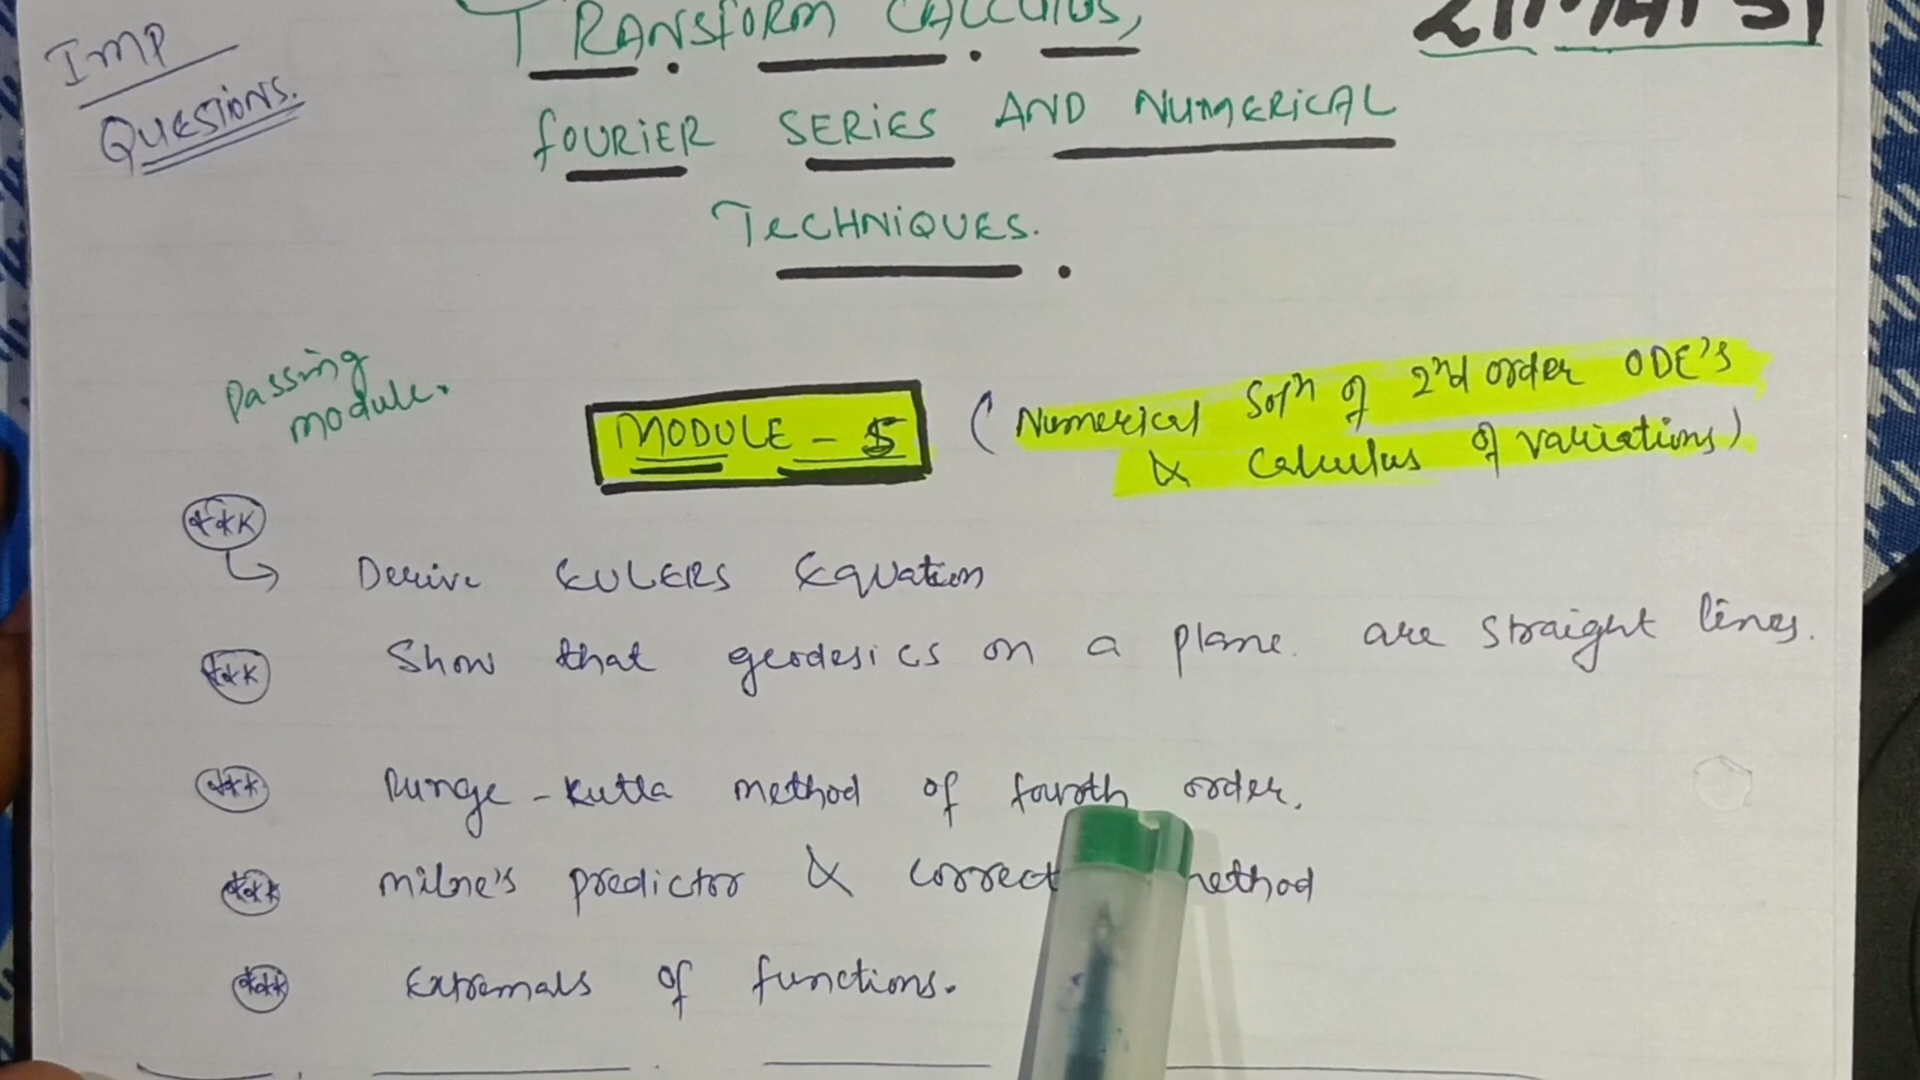 IMP
QUESTIONS.
TRANSFORM CALCULUS,
21MAT31
fOURIER SERIES AND NUMERICAL
TECHNIQUES.
Passing
module.
MODULE - 5 (Numerical Solⁿ of 2nd order ODE's
& Calculus of variations)
***
Derive EULERS Equation
*** Show that geodesics on a plane. are straight lines.
*** Runge - Kutta method of fourth order.
*** milne's predictor & correct ethod
*** Extremals of functions.